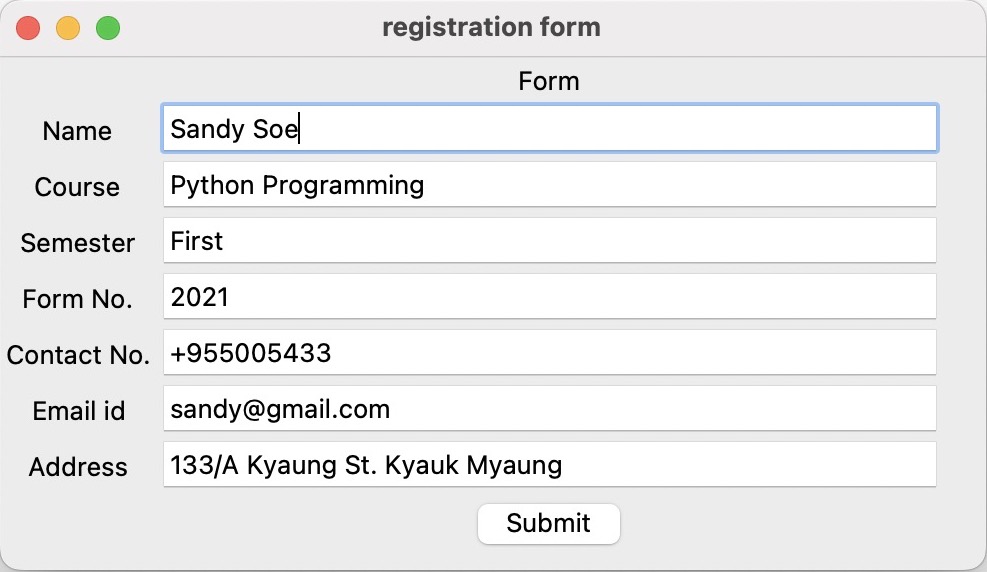 registration form
Form
Name Sandy Soe
Course Python Programming
Semester First
Form No. 2021
Contact No. +955005433
Email id sandy@gmail.com
Address 133/A Kyaung St. Kyauk Myaung
Submit